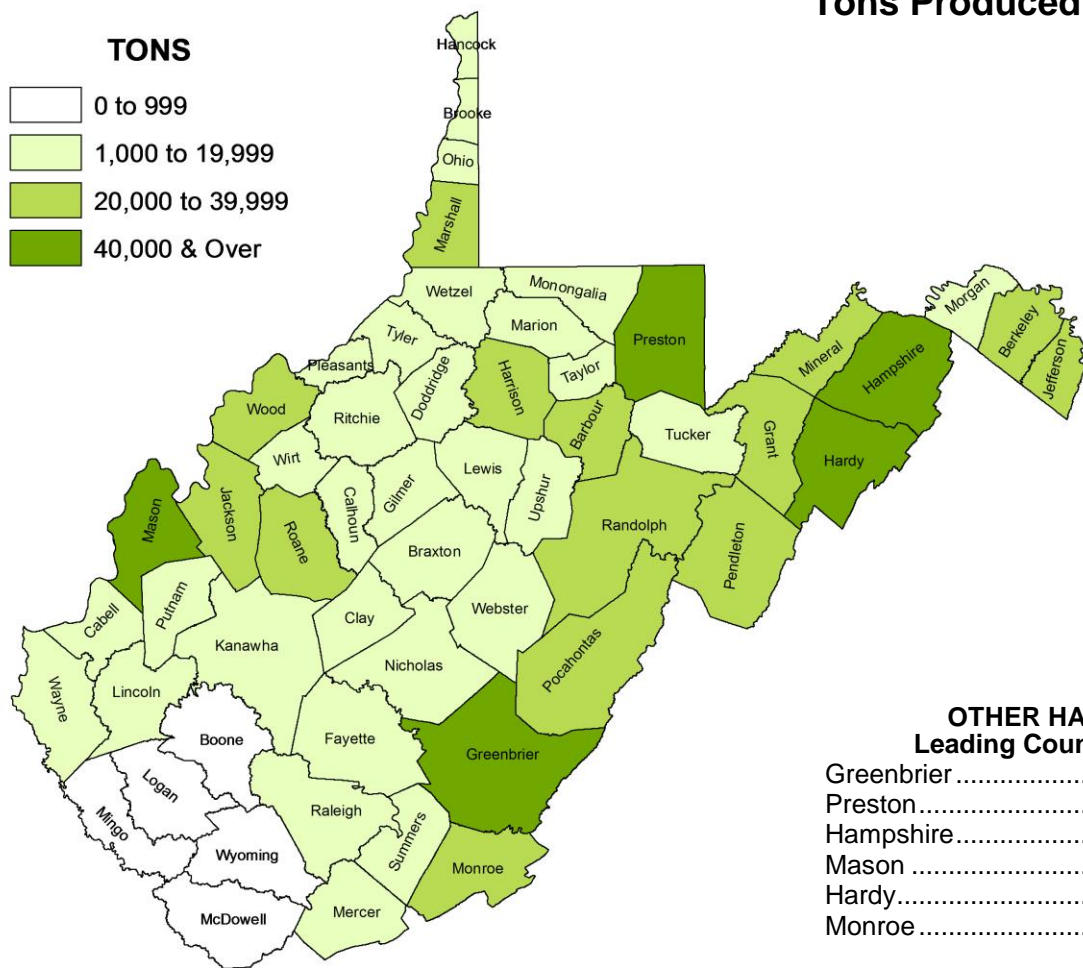 Tons Produced
TONS
0 to 999
1,000 to 19,999
20,000 to 39,999
40,000 & Over
Hancock
Brooke
Ohio
Marshall
Wetzel
Monongalia
Marion
Tyler
Pleasants
Doddridge
Harrison
Taylor
Preston
Morgan
Berkeley
Jefferson
Mineral
Hampshire
Wood
Ritchie
Barbour
Tucker
Grant
Hardy
Wirt
Calhoun
Gilmer
Lewis
Upshur
Randolph
Pendleton
Mason
Jackson
Roane
Braxton
Webster
Pocahontas
Cabell
Putnam
Kanawha
Clay
Nicholas
Wayne
Lincoln
Boone
Fayette
Greenbrier
Mingo
Logan
Raleigh
Summers
Monroe
Wyoming
McDowell
Mercer
OTHER HA
Leading Coun
Greenbrier......................
Preston...........................
Hampshire......................
Mason ............................
Hardy..............................
Monroe...........................